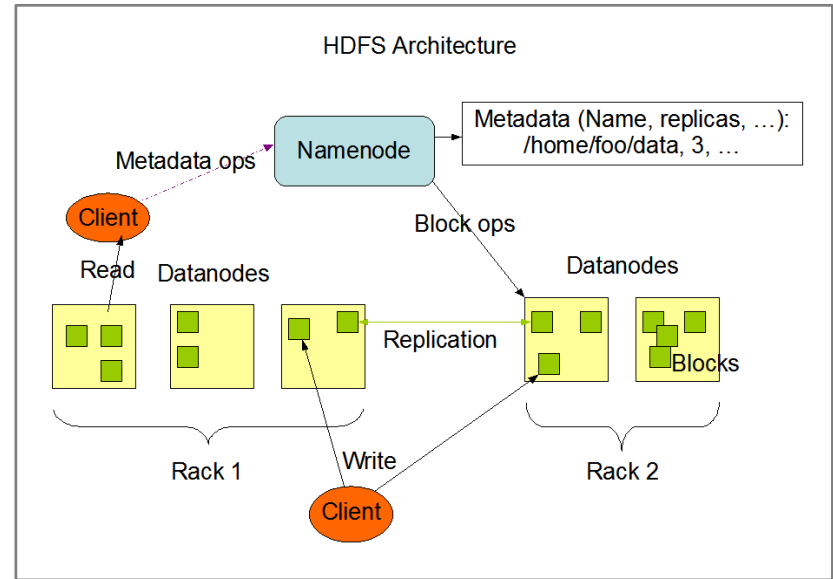 HDFS Architecture
Metadata (Name, replicas, …):
/home/foo/data, 3, …
Namenode
Metadata ops
Client
Block ops
Read
Datanodes
Datanodes
Replication
Blocks
Rack 1
Write
Rack 2
Client